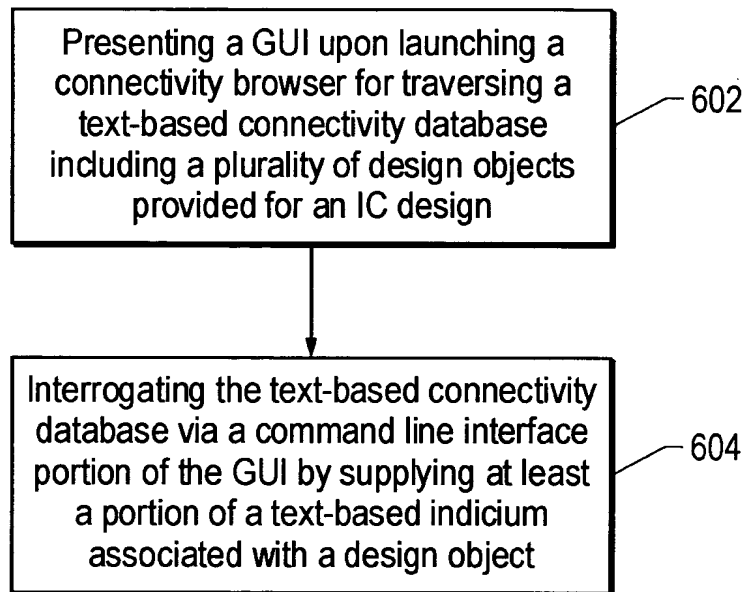 Presenting a GUI upon launching a
connectivity browser for traversing a
text-based connectivity database
including a plurality of design objects
provided for an IC design
602
Interrogating the text-based connectivity
database via a command line interface
portion of the GUI by supplying at least
a portion of a text-based indicium
associated with a design object
604